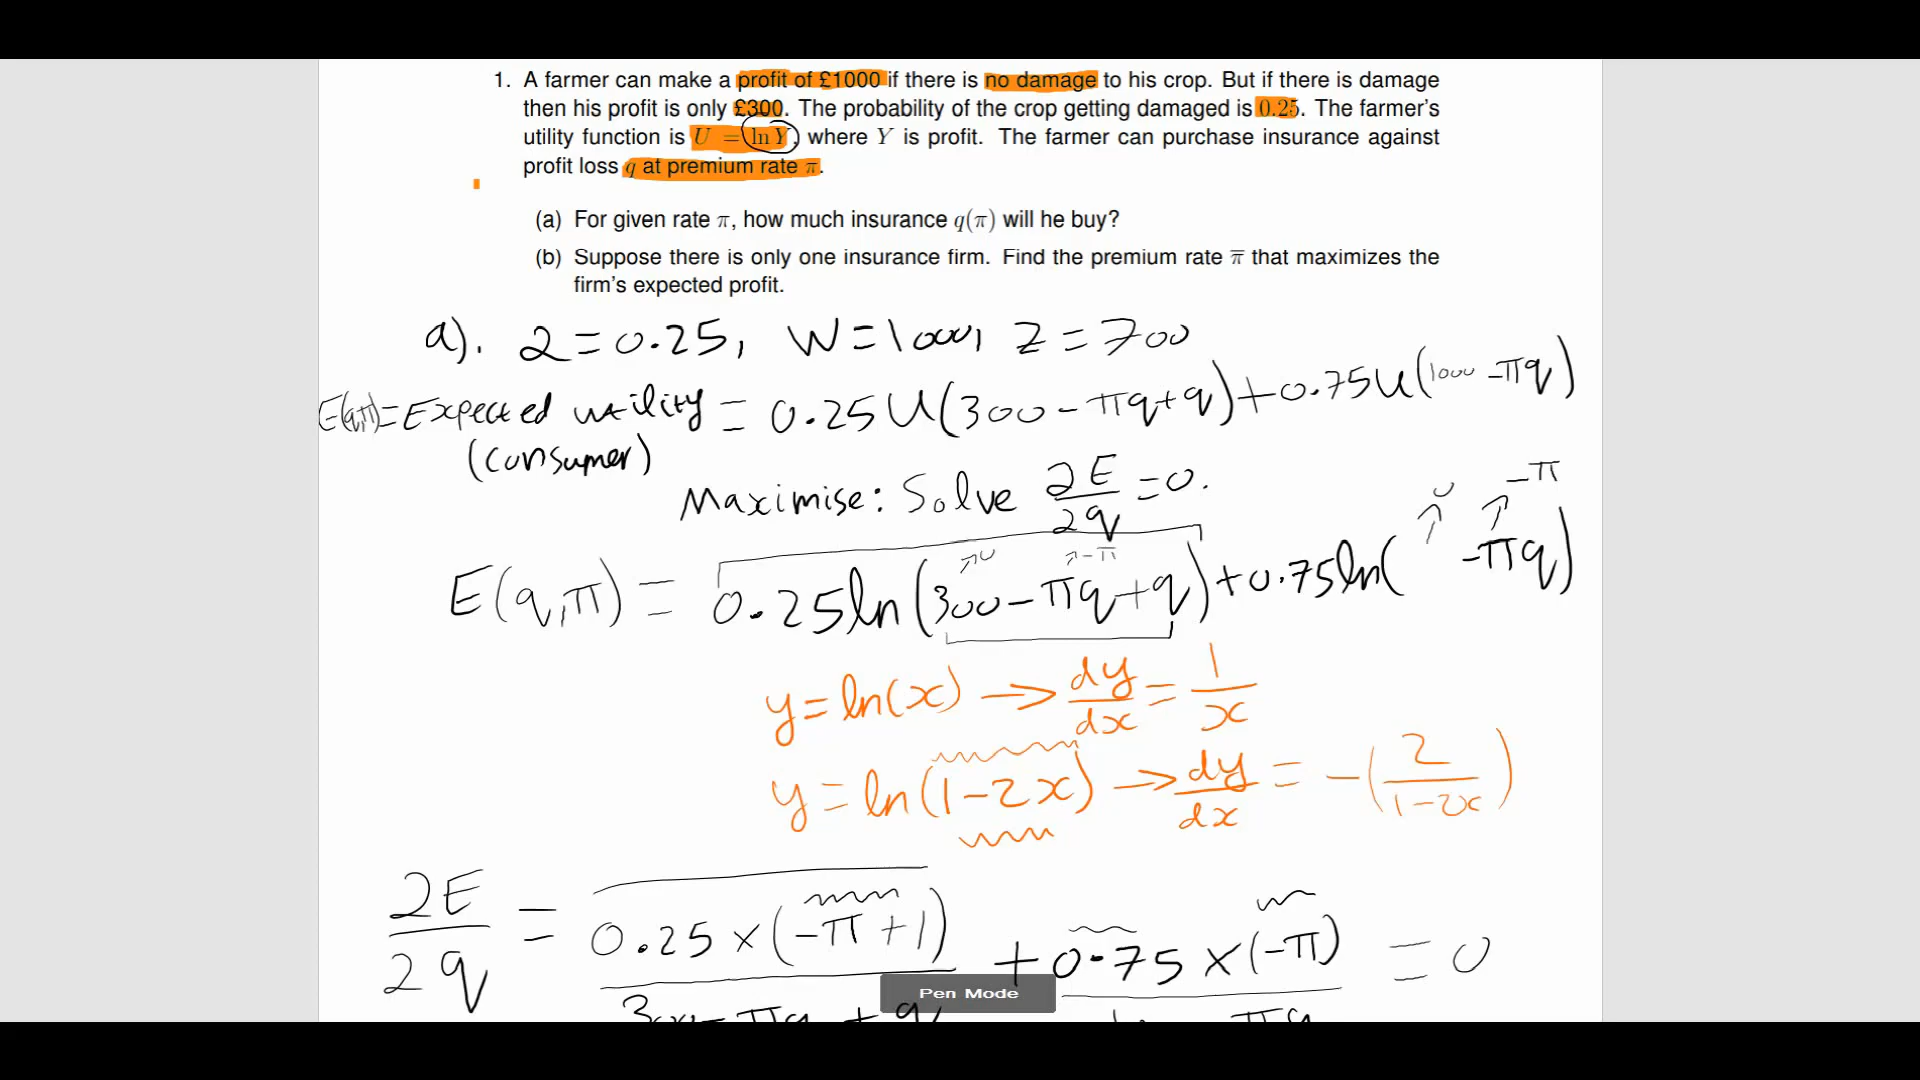 1. A farmer can make a profit of £1000 if there is no damage to his crop. But if there is damage
then his profit is only £300. The probability of the crop getting damaged is 0.25. The farmer's
utility function is U = ln Y, where Y is profit. The farmer can purchase insurance against
profit loss q at premium rate π.
(a) For given rate π, how much insurance q(π) will he buy?
(b) Suppose there is only one insurance firm. Find the premium rate π̅ that maximizes the
firm's expected profit.
a). 2 = 0.25, W = 1000, Z = 700
E(q,π) = Expected utility = 0.25U(300 - πq + q) + 0.75U(1000 - πq)
(consumer)
Maximise: Solve ∂E/∂q = 0.
E(q,π) = 0.25ln(300 - πq + q) + 0.75ln( - πq)
y = ln(x) → dy/dx = 1/x
y = ln(1-2x) → dy/dx = -(2/(1-2x))
∂E/∂q = 0.25 × (-π + 1) / 300 - πq + q + 0.75 × (-π) / πq = 0
Pen Mode